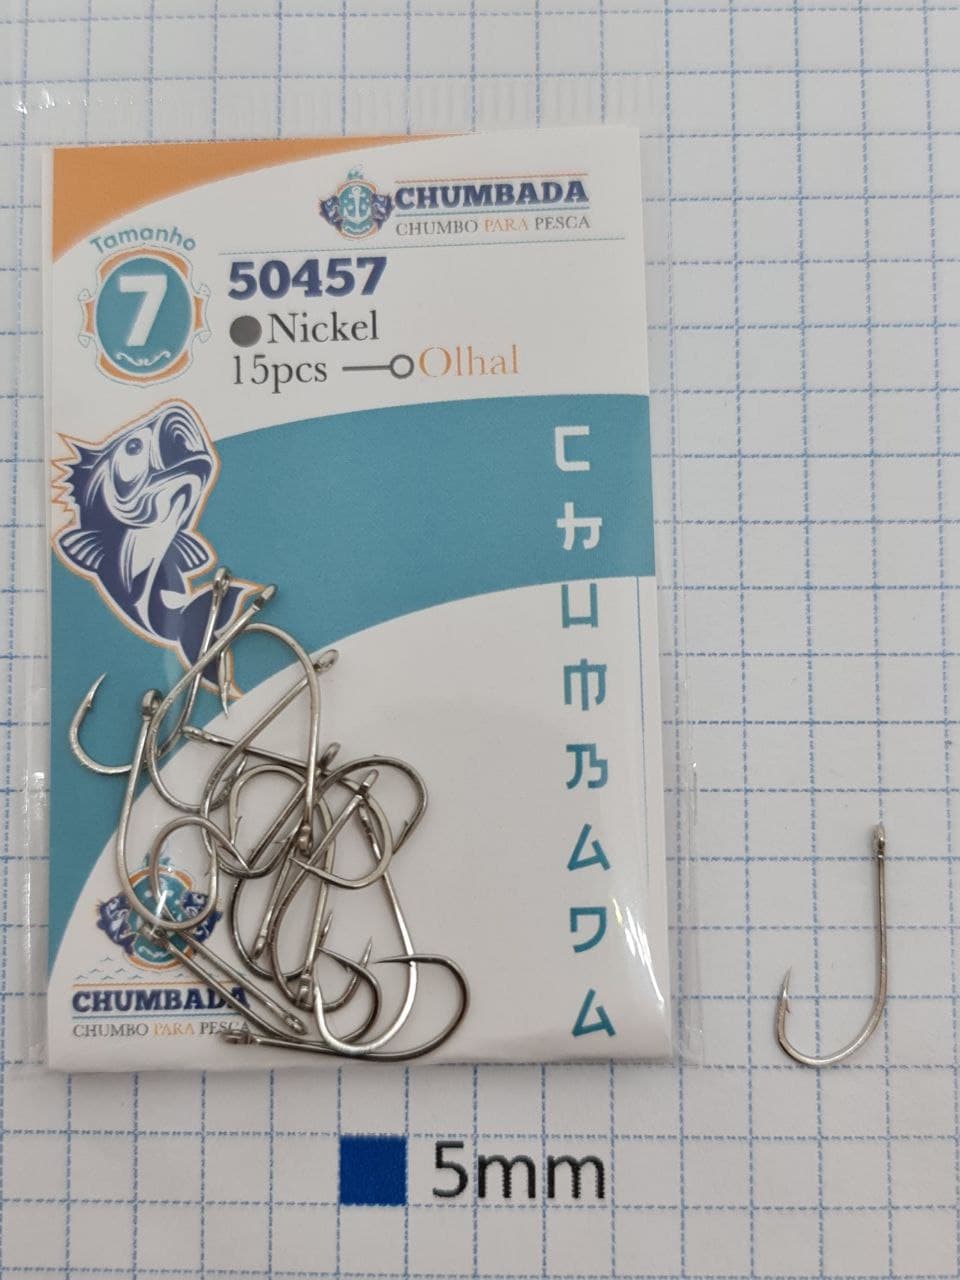 CHUMBADA
CHUMBO PARA PESCA
Tamanho
7
50457
Nickel
15pcs Olhal
CHUMBADA
CHUMBADA
CHUMBO PARA PESCA
5mm